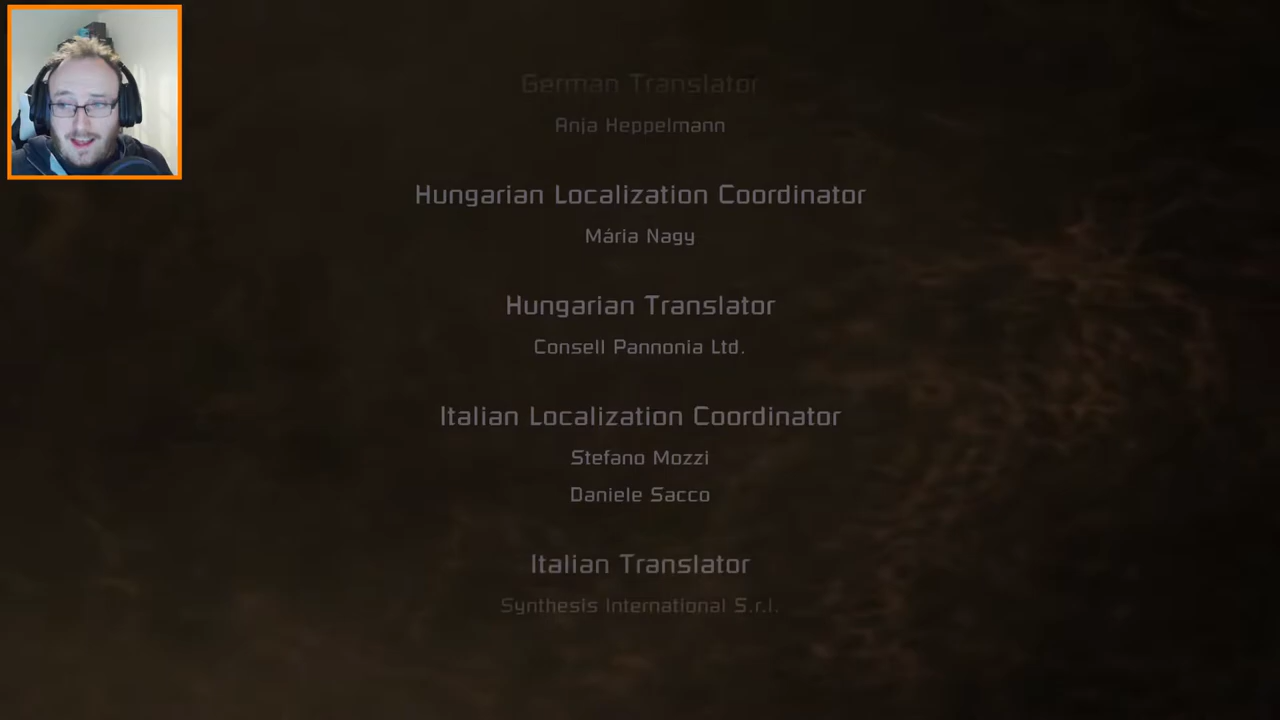 German Translator
Anja Heppelmann
Hungarian Localization Coordinator
Mária Nagy
Hungarian Translator
Consell Pannonia Ltd.
Italian Localization Coordinator
Stefano Mozzi
Daniele Sacco
Italian Translator
Synthesis International S.r.l.